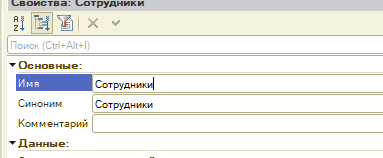 Свойства: Сотрудники
Поиск (Ctrl+Alt+I)
Основные:
Имя Сотрудники
Синоним Сотрудники
Комментарий
Данные: